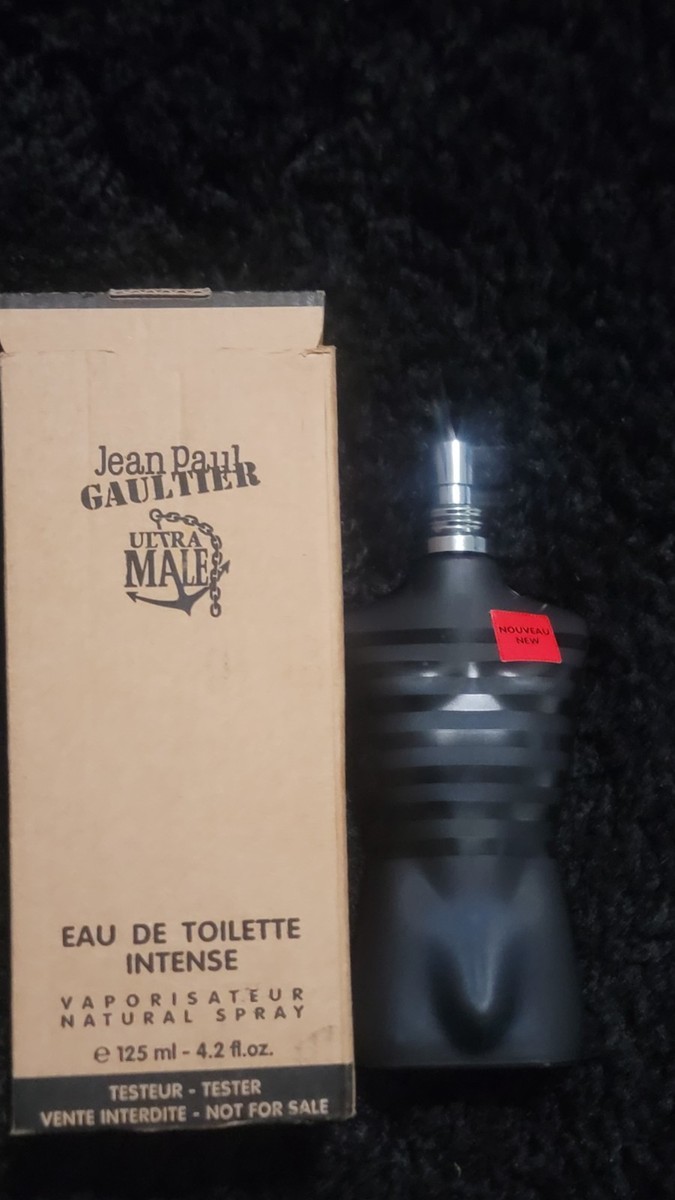 Jean Paul
GAULTIER
ULTRA
MALE
NOUVEAU
NEW
EAU DE TOILETTE
INTENSE
VAPORISATEUR
NATURAL SPRAY
e 125 ml - 4.2 fl.oz.
TESTEUR - TESTER
VENTE INTERDITE - NOT FOR SALE